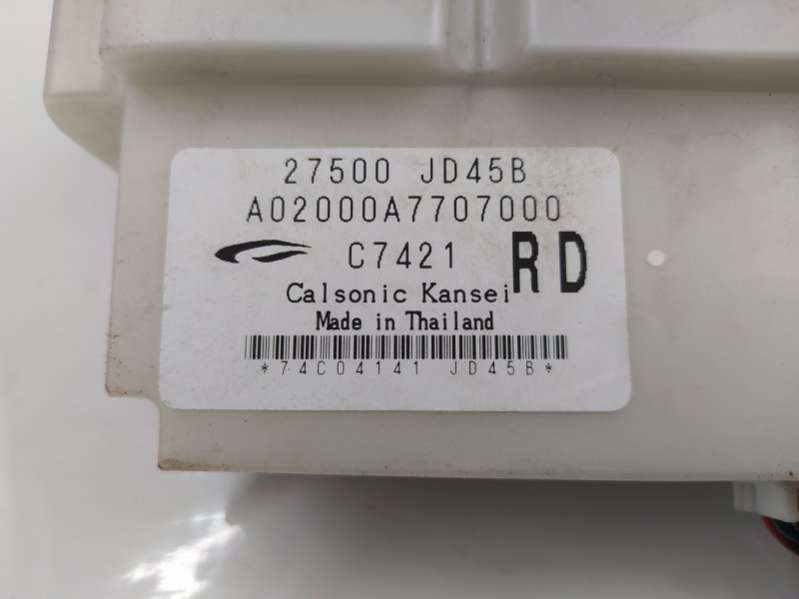 27500 JD45B
A02000A7707000
C7421 RD
Calsonic Kansei
Made in Thailand
*74C04141 JD45B*